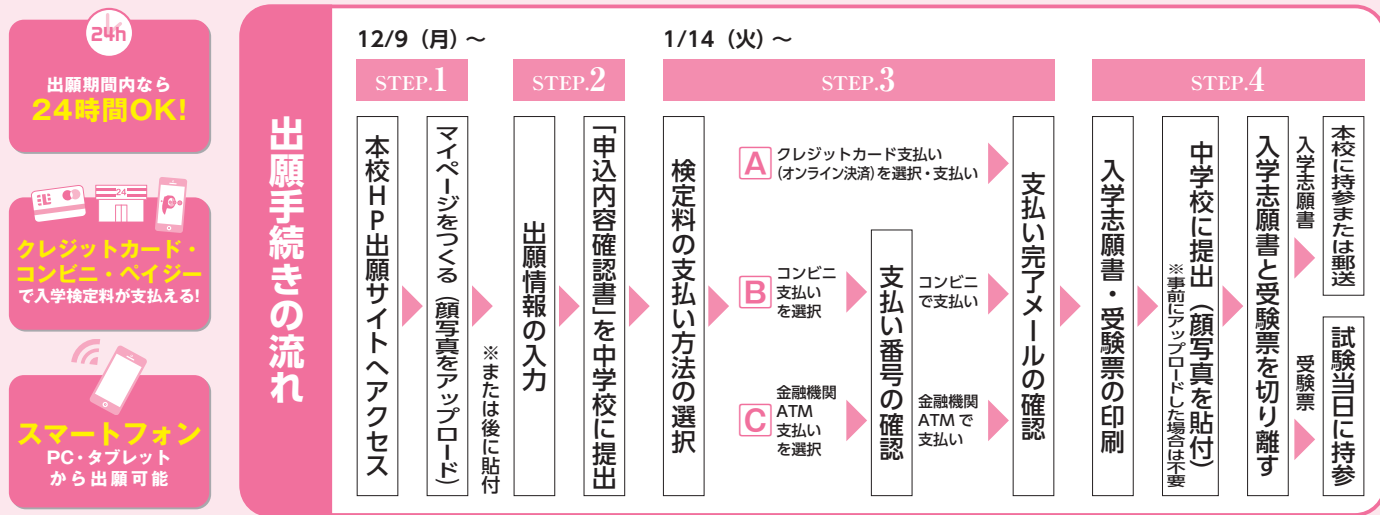 24h
出願期間内なら
24時間OK!
24
クレジットカード・
コンビニ・ペイジー
で入学検定料が支払える!
スマートフォン
PC・タブレット
から出願可能
出願手続きの流れ
12/9（月）～
STEP.1
本校HP出願サイトへアクセス
マイページをつくる（顔写真をアップロード）
※または後に貼付
STEP.2
出願情報の入力
「申込内容確認書」を中学校に提出
1/14（火）～
STEP.3
検定料の支払い方法の選択
A
クレジットカード支払い
(オンライン決済)を選択・支払い
B
コンビニ
支払い
を選択
C
金融機関
ATM
支払い
を選択
支払い番号の確認
コンビニ
で支払い
金融機関
ATMで
支払い
支払い完了メールの確認
STEP.4
入学志願書・受験票の印刷
中学校に提出（顔写真を貼付）
※事前にアップロードした場合は不要
入学志願書と受験票を切り離す
入学志願書
本校に持参または郵送
受験票
試験当日に持参